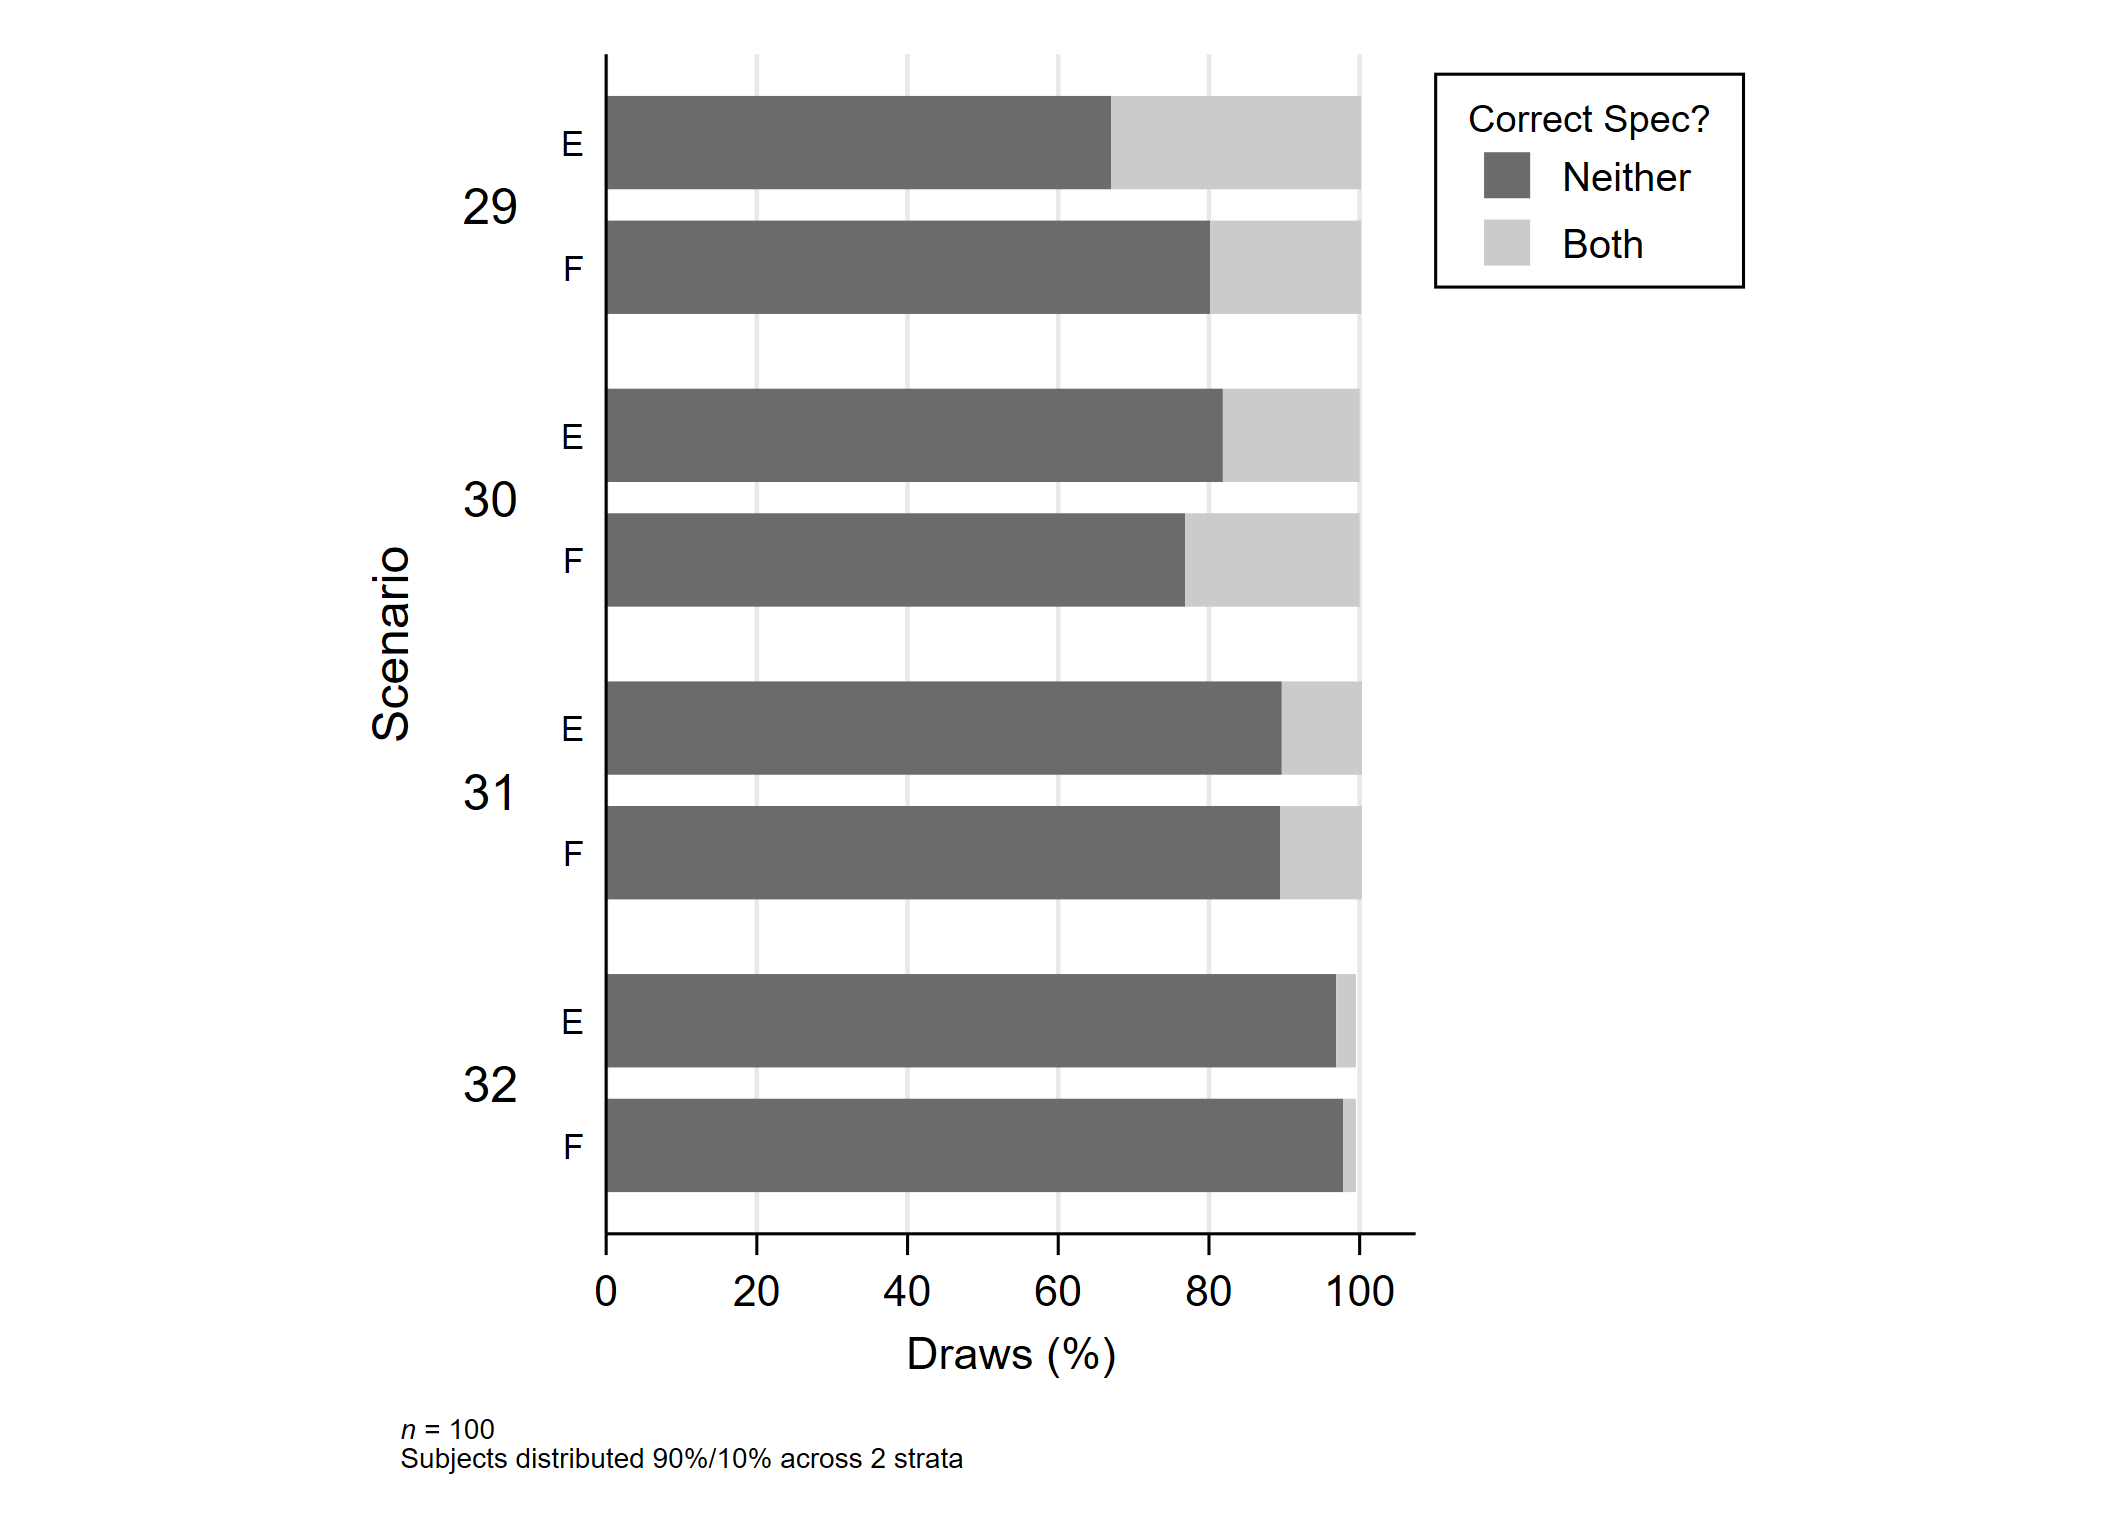 Correct Spec?
Neither
Both
E
29
F
E
30
F
Scenario
E
31
F
E
32
F
0 20 40 60 80 100
Draws (%)
n = 100
Subjects distributed 90%/10% across 2 strata